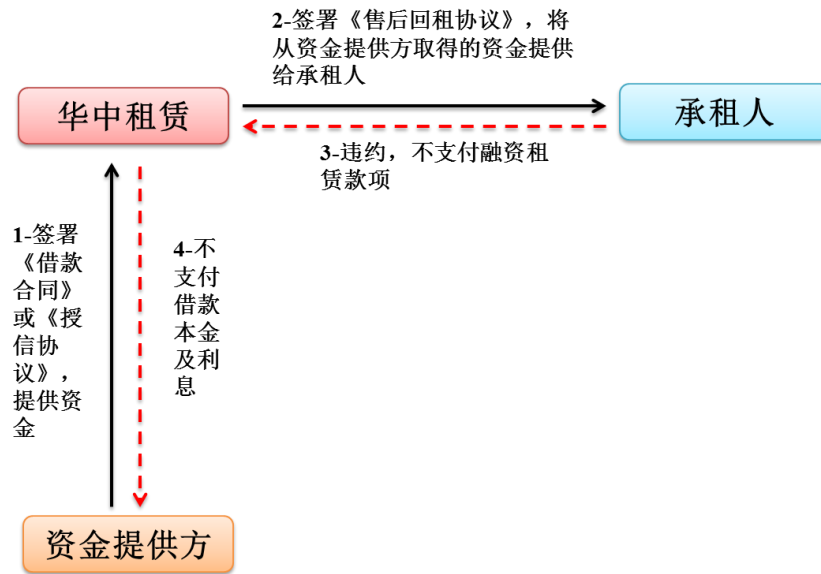 2-签署《售后回租协议》，将
从资金提供方取得的资金提供
给承租人
华中租赁
承租人
3-违约，不支付融资租
赁款项
1-签署
《借款
合同》
或《授
信协
议》，
提供资
金
4-不
支付
借款
本金
及利
息
资金提供方